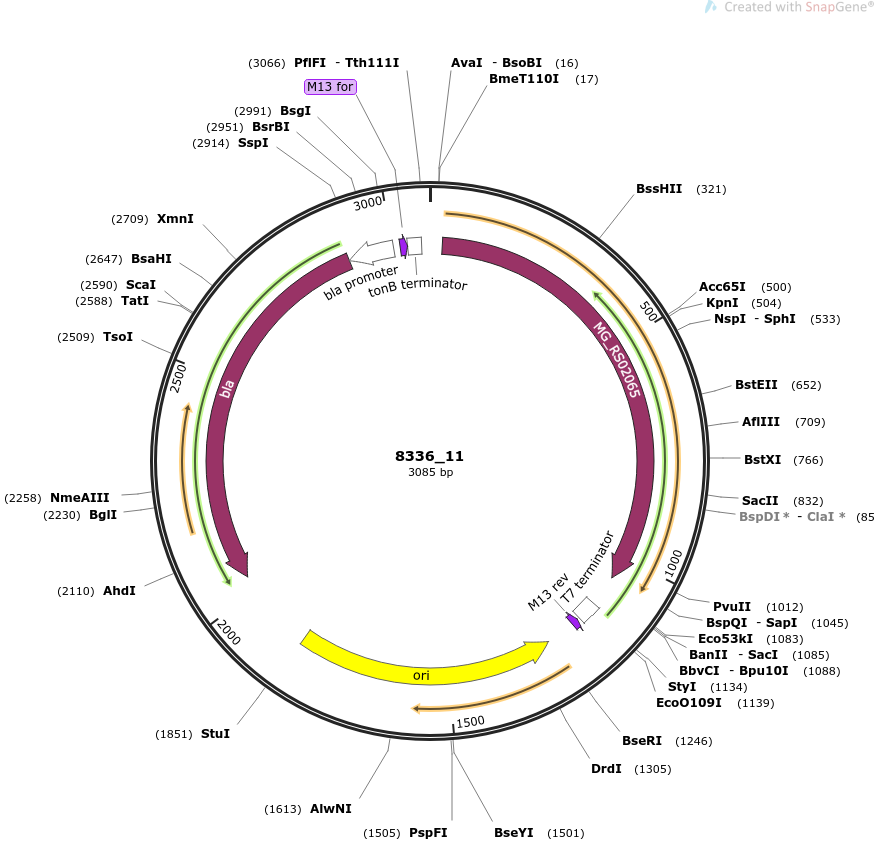 Created with SnapGene®
(3066) PflFI - Tth111I
AvaI - BsoBI (16)
BmeT110I (17)
M13 for
(2991) BsgI
(2951) BsrBI
(2914) SspI
BssHII (321)
(2709) XmnI
(2647) BsaHI
(2590) ScaI
(2588) TatI
(2509) TsoI
Acc65I (500)
KpnI (504)
NspI - SphI (533)
BstEII (652)
AflIII (709)
BstXI (766)
SacII (832)
BspDI * - ClaI * (85
3000
500
2500
1000
2000
1500
bla promoter
tonB terminator
MG_RS02065
bla
8336_11
3085 bp
(2258) NmeAIII
(2230) BglI
(2110) AhdI
M13 rev
T7 terminator
ori
PvuII (1012)
BspQI - SapI (1045)
Eco53kI (1083)
BanII - SacI (1085)
BbvCI - Bpu10I (1088)
StyI (1134)
EcoO109I (1139)
BseRI (1246)
DrdI (1305)
(1851) StuI
(1613) AlwNI
(1505) PspFI
BseYI (1501)